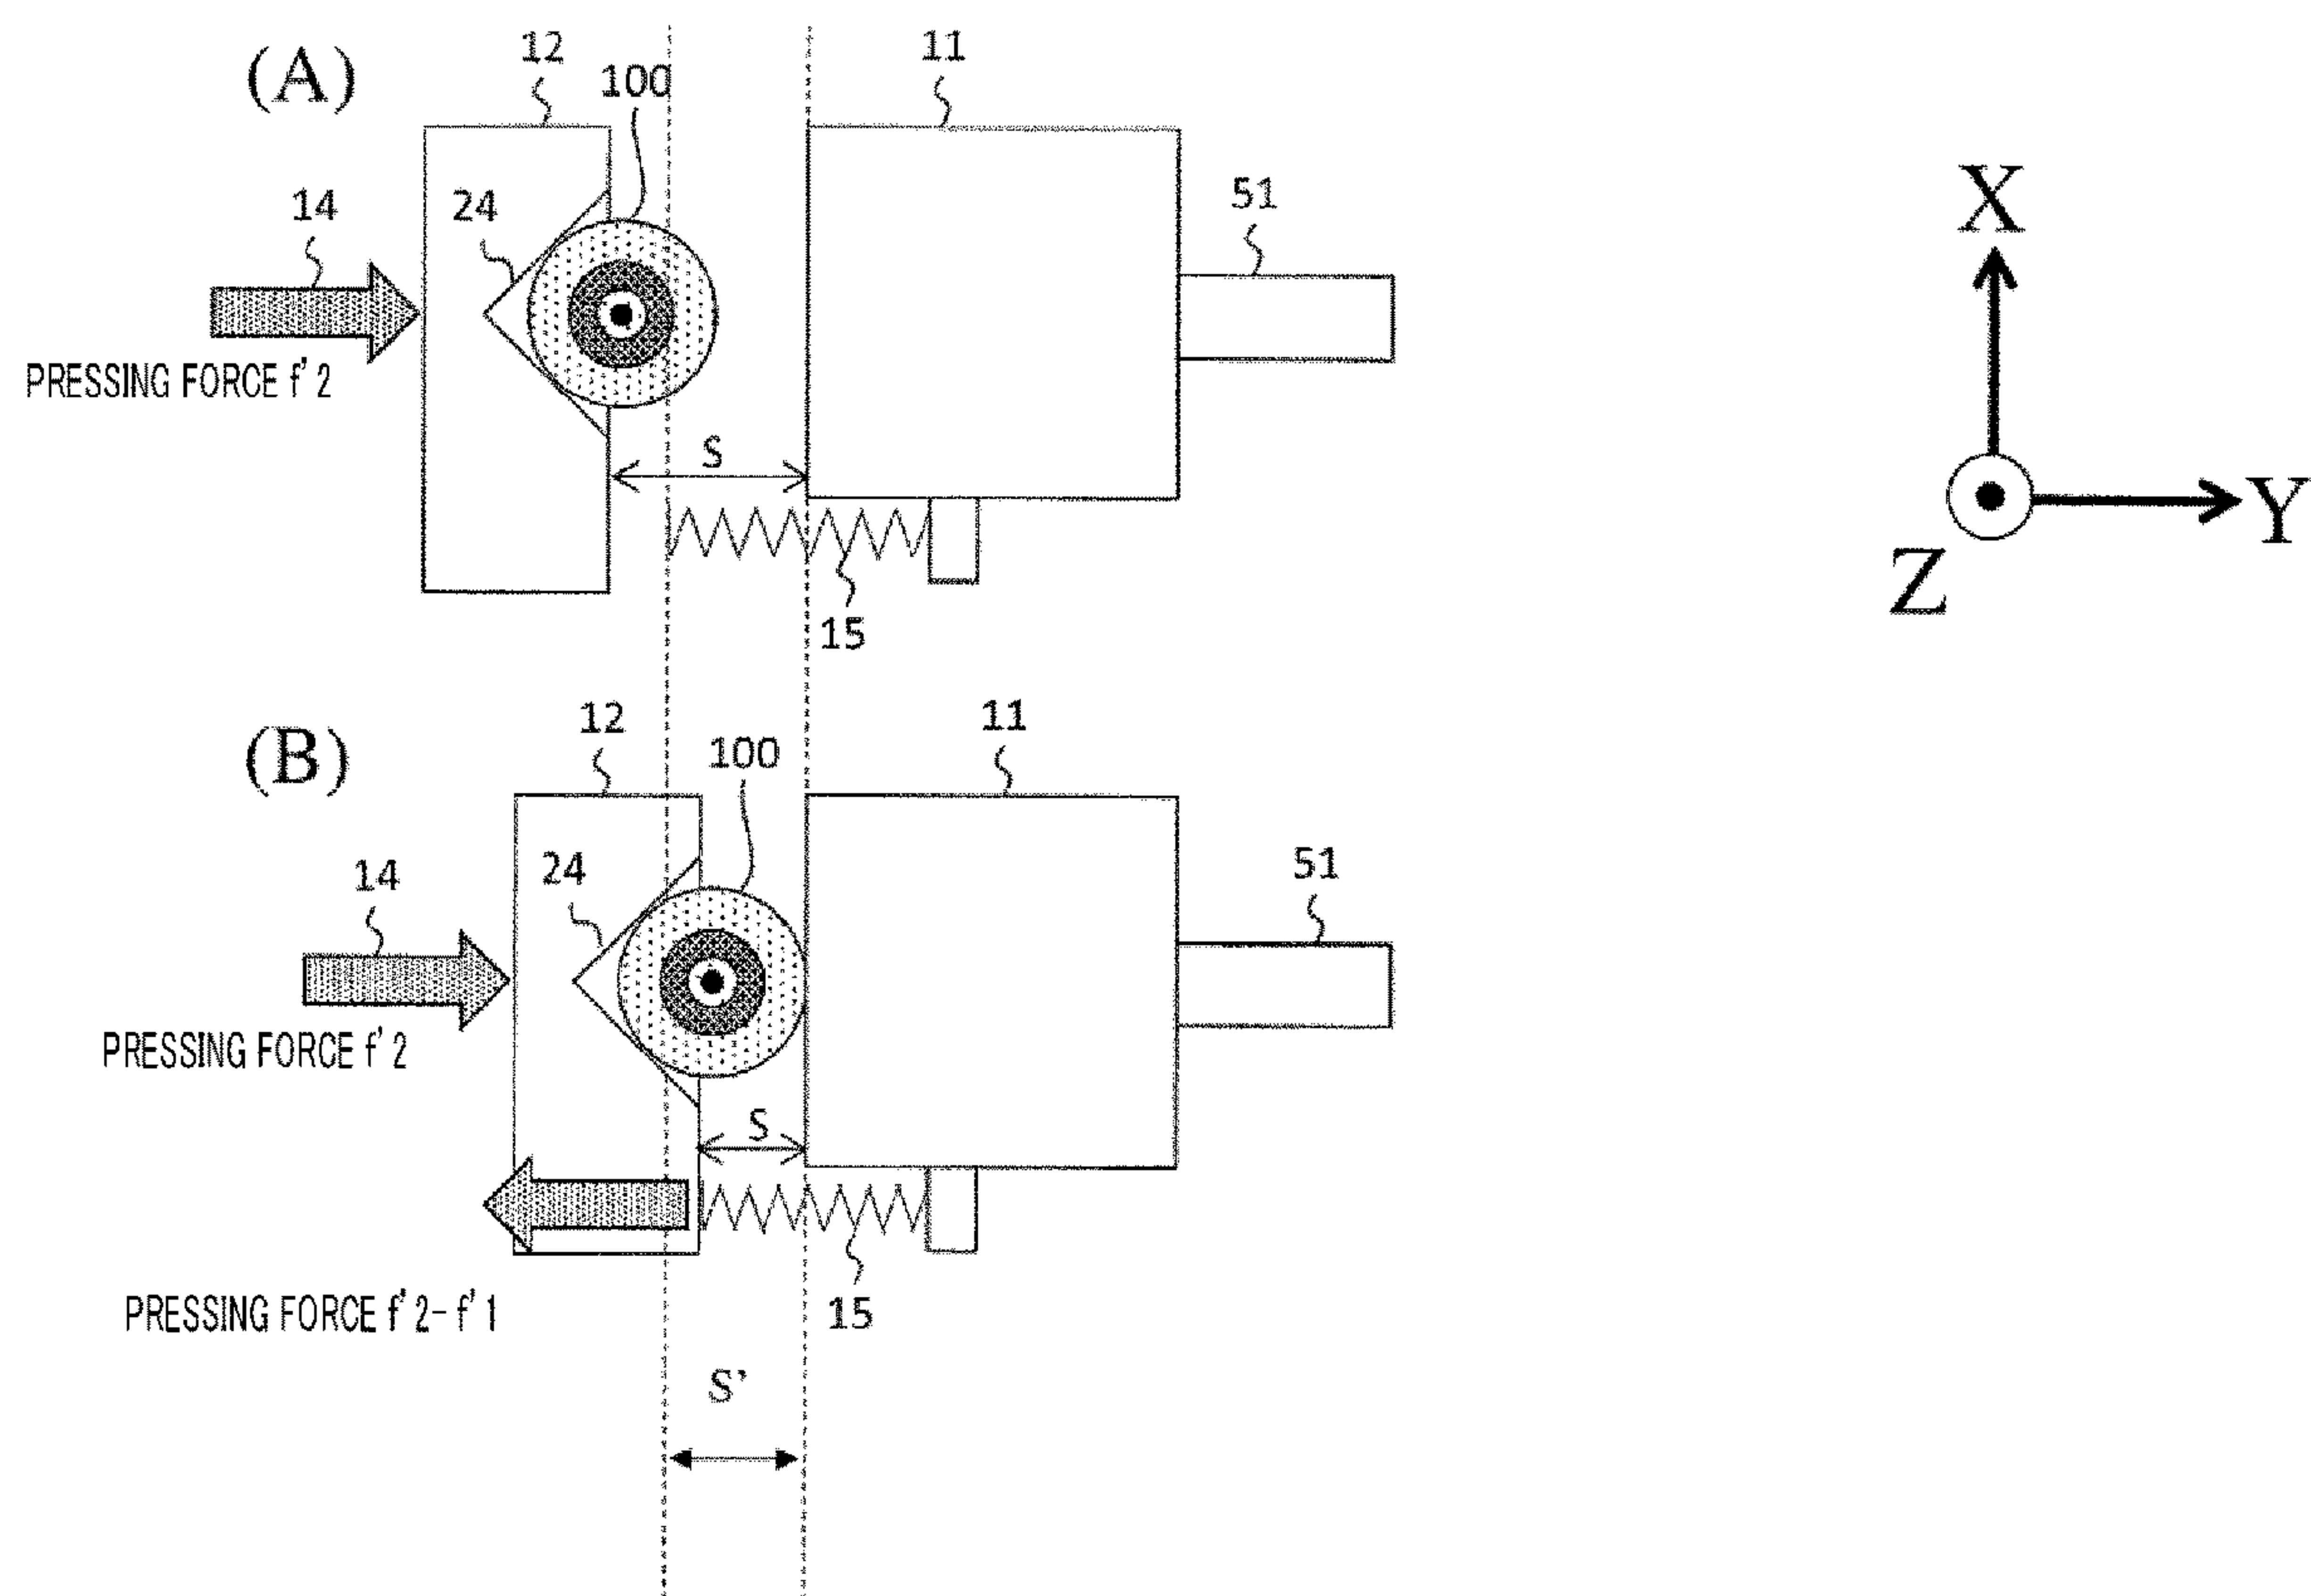 (A)
12
100
11
24
14
51
PRESSING FORCE f'2
S
15
X
Y
Z
(B)
12
100
11
24
14
51
PRESSING FORCE f'2
S
PRESSING FORCE f'2-f'1
15
S'